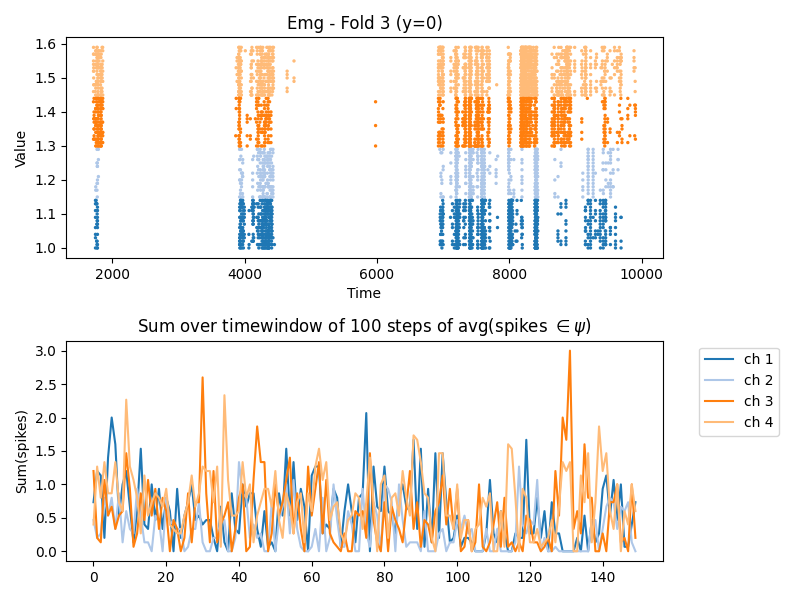 Emg - Fold 3 (y=0)
1.6
1.5
1.4
1.3
1.2
1.1
1.0
Value
2000 4000 6000 8000 10000
Time
Sum over timewindow of 100 steps of avg(spikes ∈ ψ)
3.0
2.5
2.0
1.5
1.0
0.5
0.0
Sum(spikes)
0 20 40 60 80 100 120 140
ch 1
ch 2
ch 3
ch 4